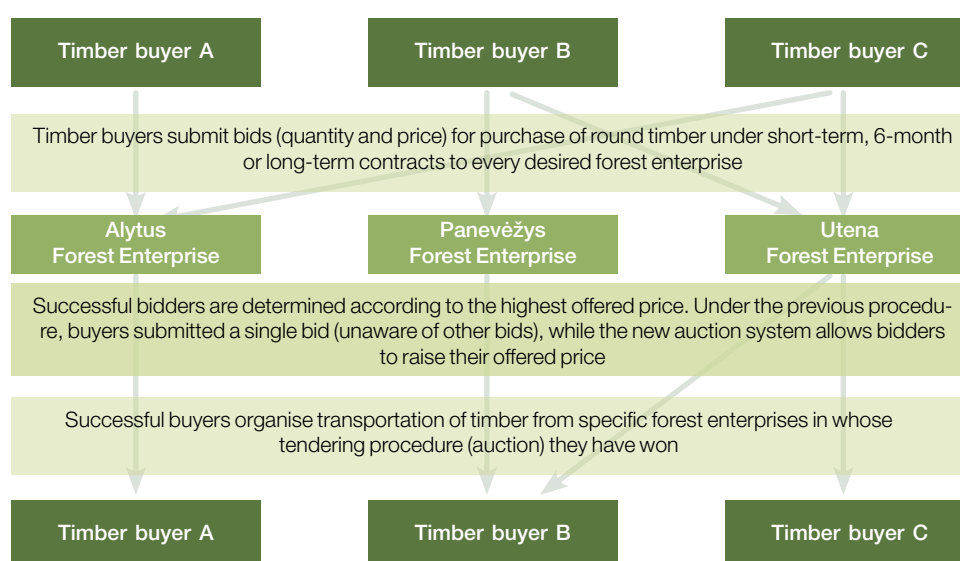 Timber buyer A
Timber buyer B
Timber buyer C
Timber buyers submit bids (quantity and price) for purchase of round timber under short-term, 6-month
or long-term contracts to every desired forest enterprise
Alytus
Forest Enterprise
Panevėžys
Forest Enterprise
Utena
Forest Enterprise
Successful bidders are determined according to the highest offered price. Under the previous procedu-
re, buyers submitted a single bid (unaware of other bids), while the new auction system allows bidders
to raise their offered price
Successful buyers organise transportation of timber from specific forest enterprises in whose
tendering procedure (auction) they have won
Timber buyer A
Timber buyer B
Timber buyer C